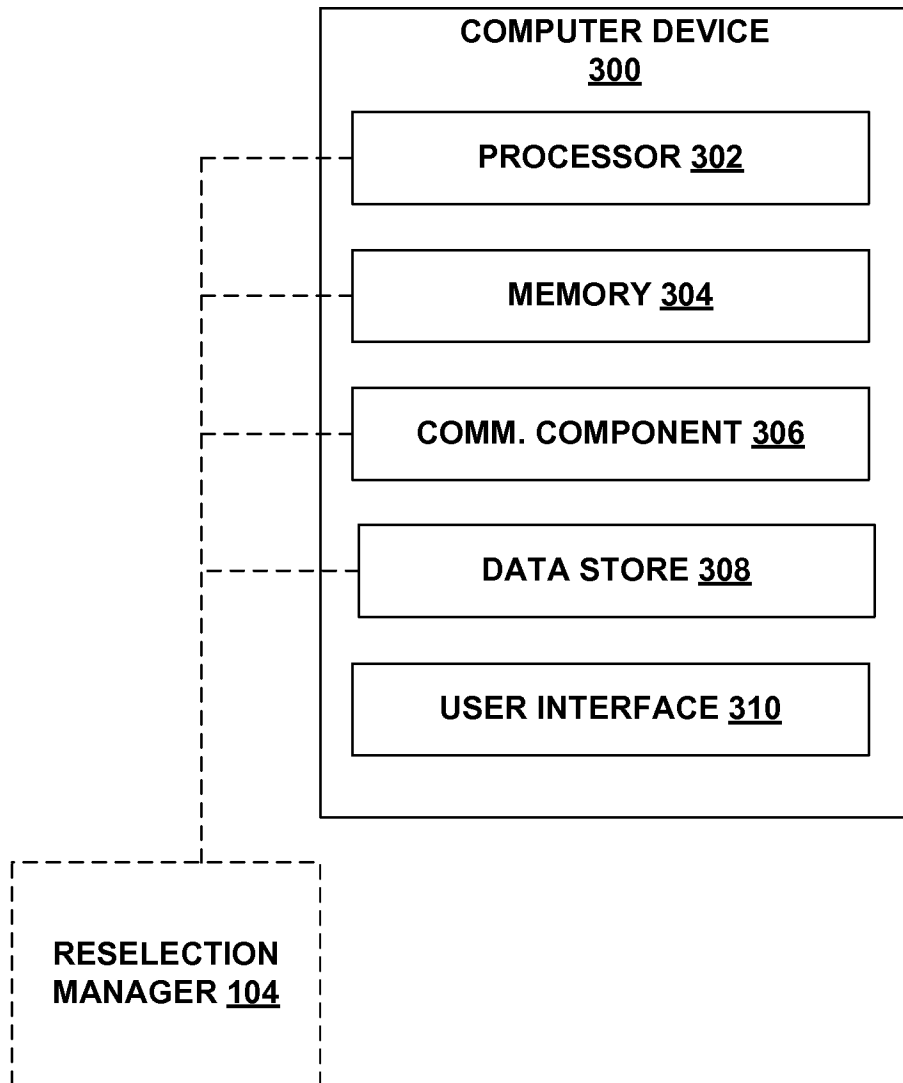 COMPUTER DEVICE
300
PROCESSOR 302
MEMORY 304
COMM. COMPONENT 306
DATA STORE 308
USER INTERFACE 310
RESELECTION
MANAGER 104